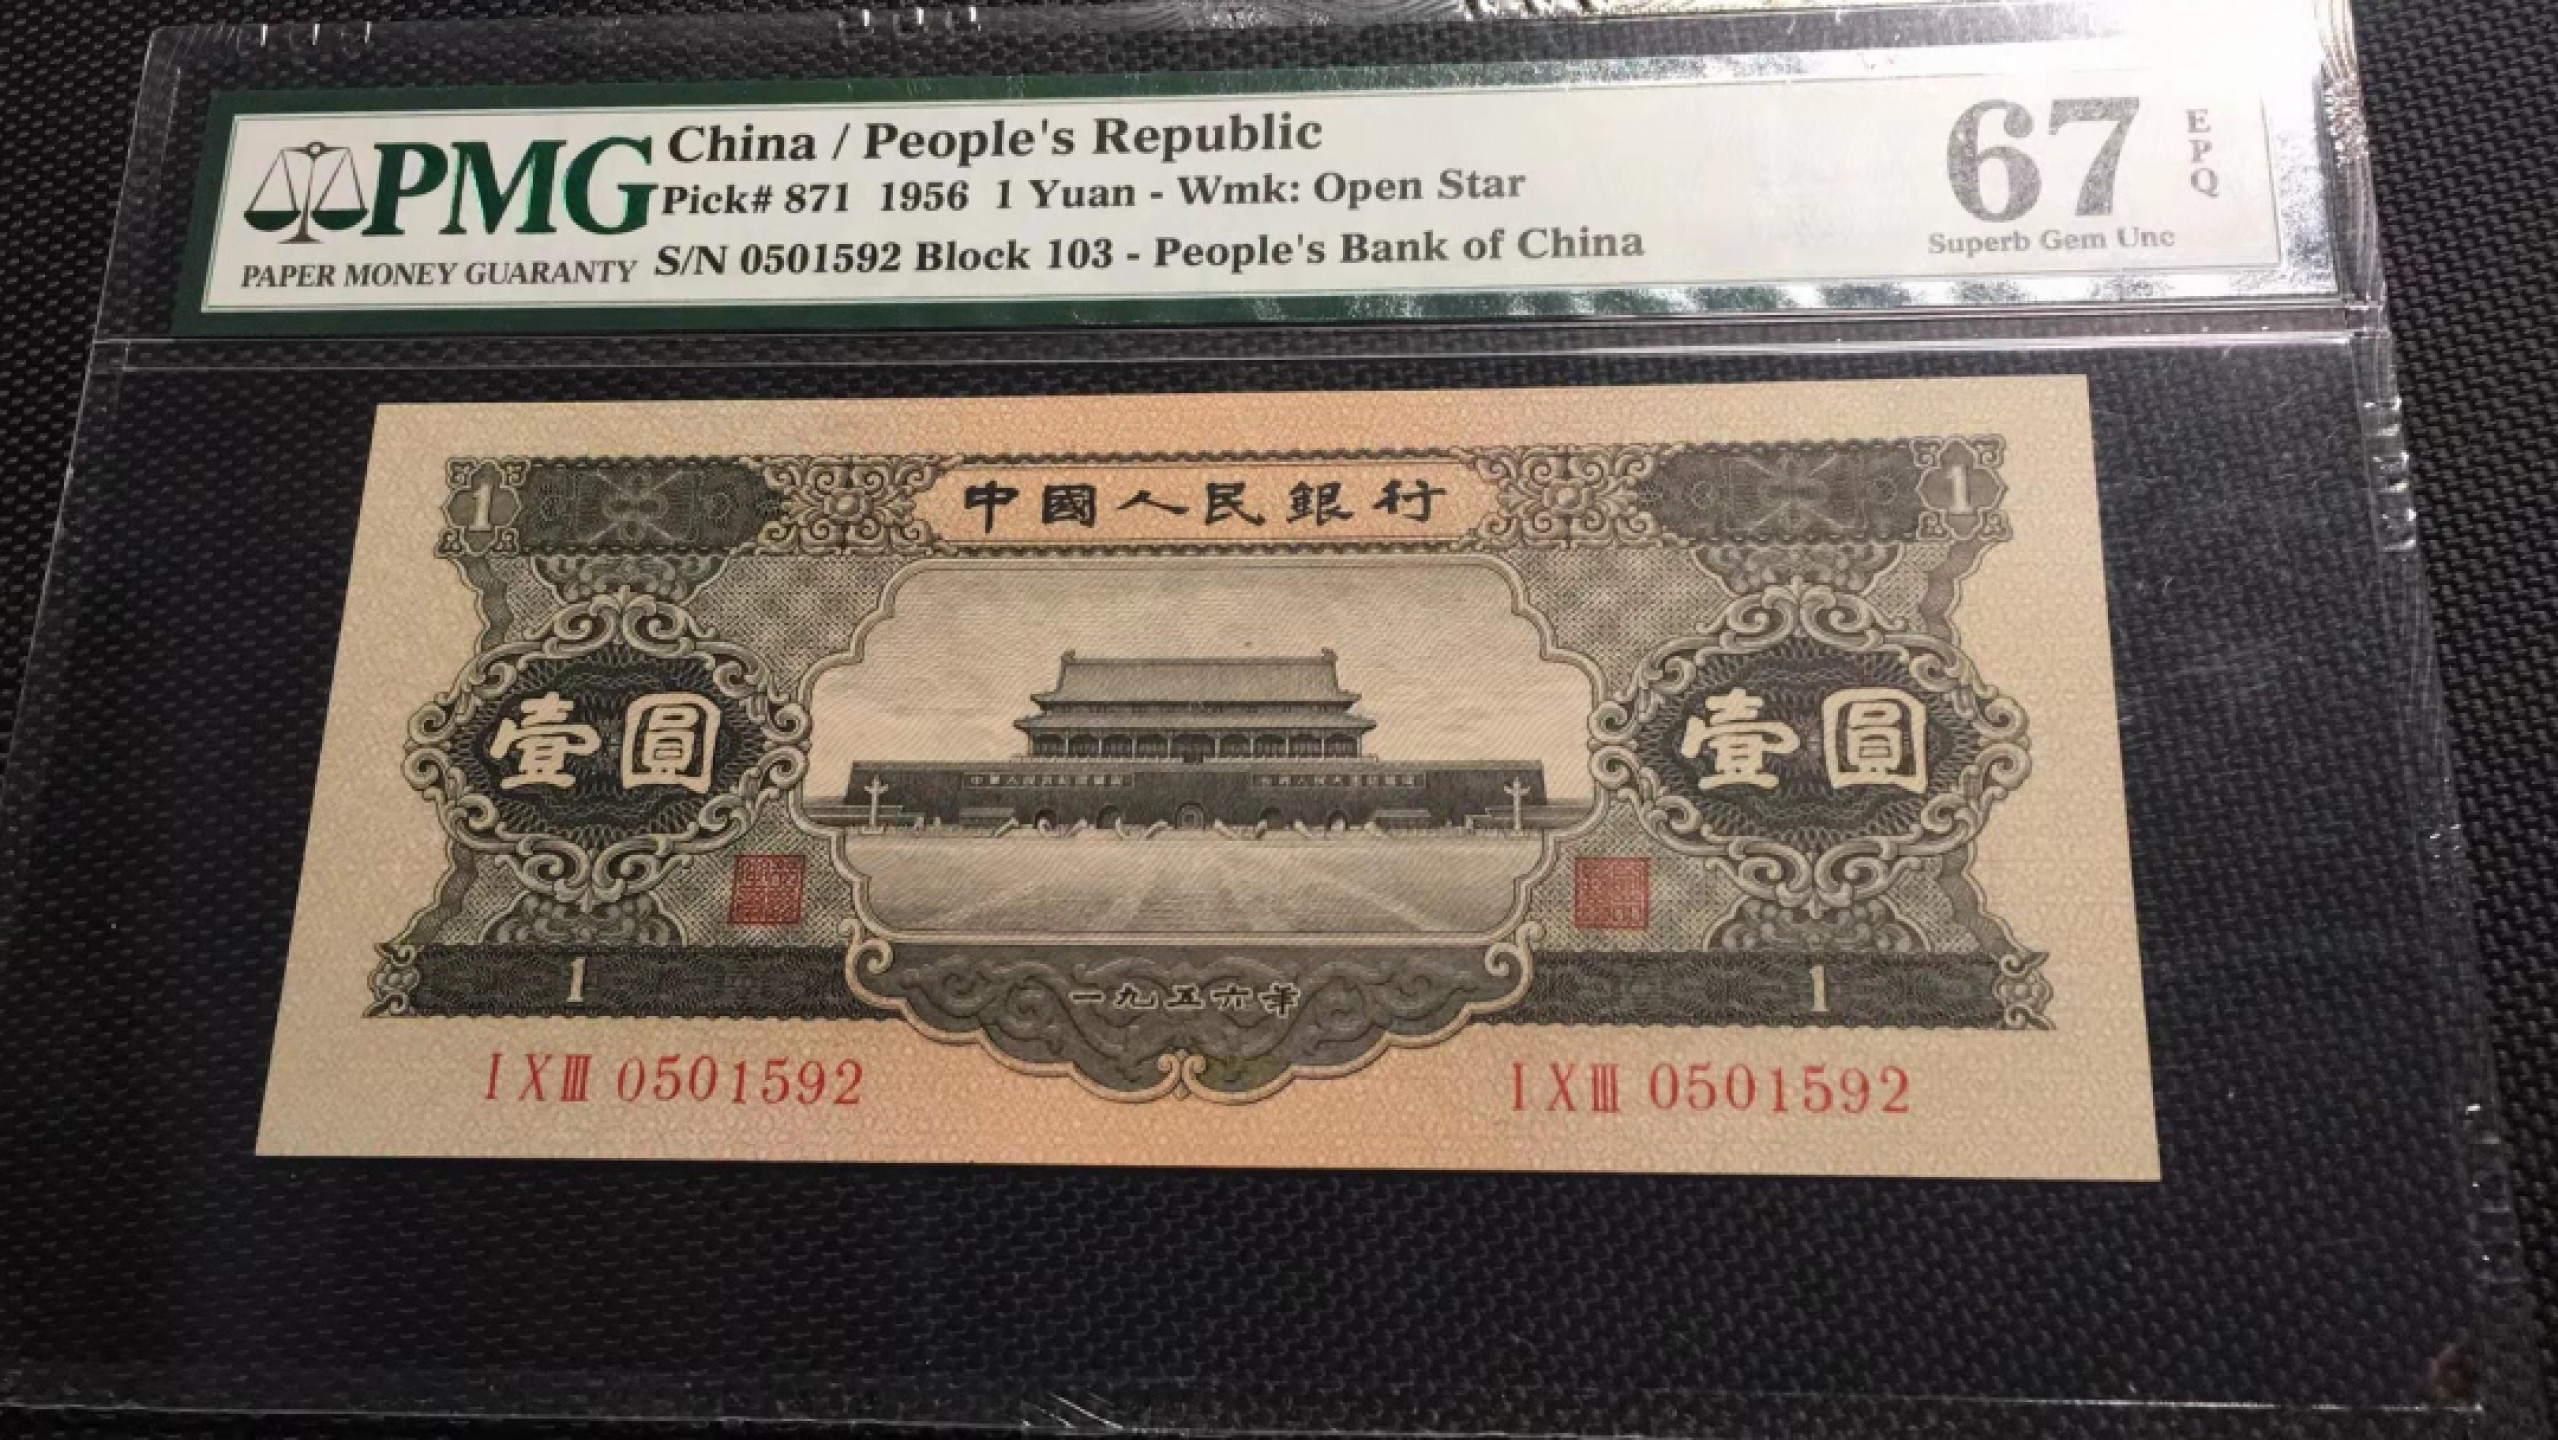 PMG
PAPER MONEY GUARANTY
China / People's Republic
Pick# 871 1956 1 Yuan - Wmk: Open Star
S/N 0501592 Block 103 - People's Bank of China
67
EPQ
Superb Gem Unc
1
中國人民銀行
1
壹圓
壹圓
1
一九五六年
1
ⅠⅩⅢ 0501592
ⅠⅩⅢ 0501592